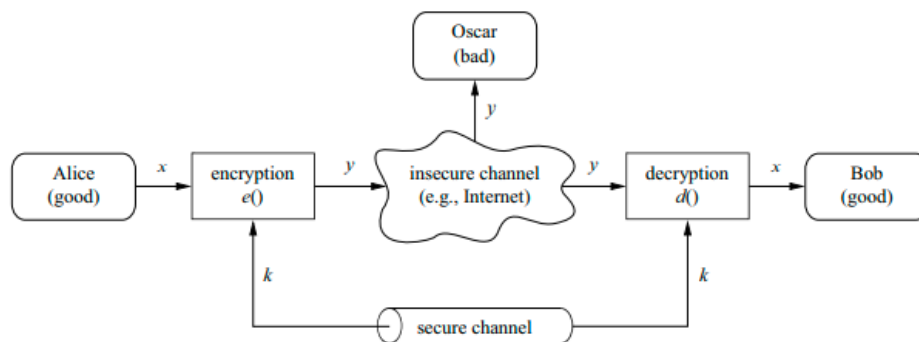 Oscar
(bad)
y
Alice
(good)
x
encryption
e()
y
insecure channel
(e.g., Internet)
y
decryption
d()
x
Bob
(good)
k
k
secure channel